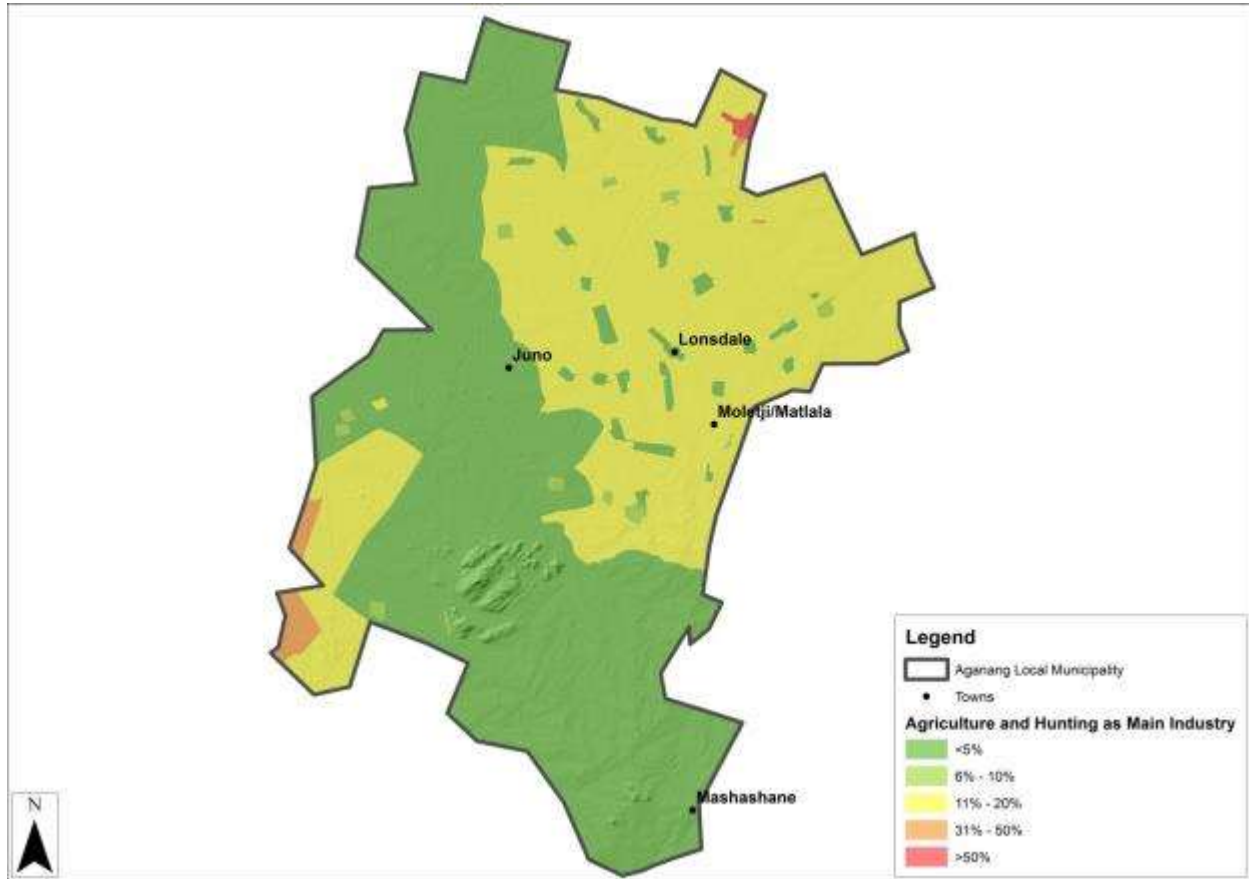 Juno
Lonsdale
Moletji/Matlala
Mashashane
N
Legend
Aganang Local Municipality
Towns
Agriculture and Hunting as Main Industry
<5%
6% - 10%
11% - 20%
31% - 50%
>50%